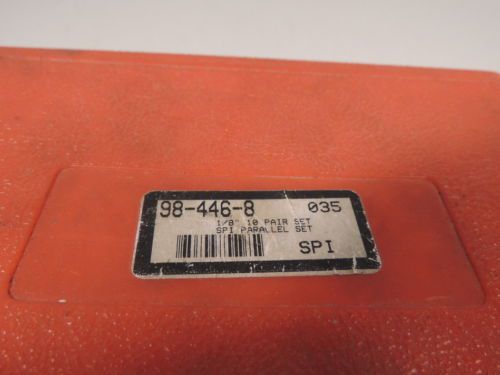 98-446-8 035
1/8" 10 PAIR SET
SPI PARALLEL SET
SPI